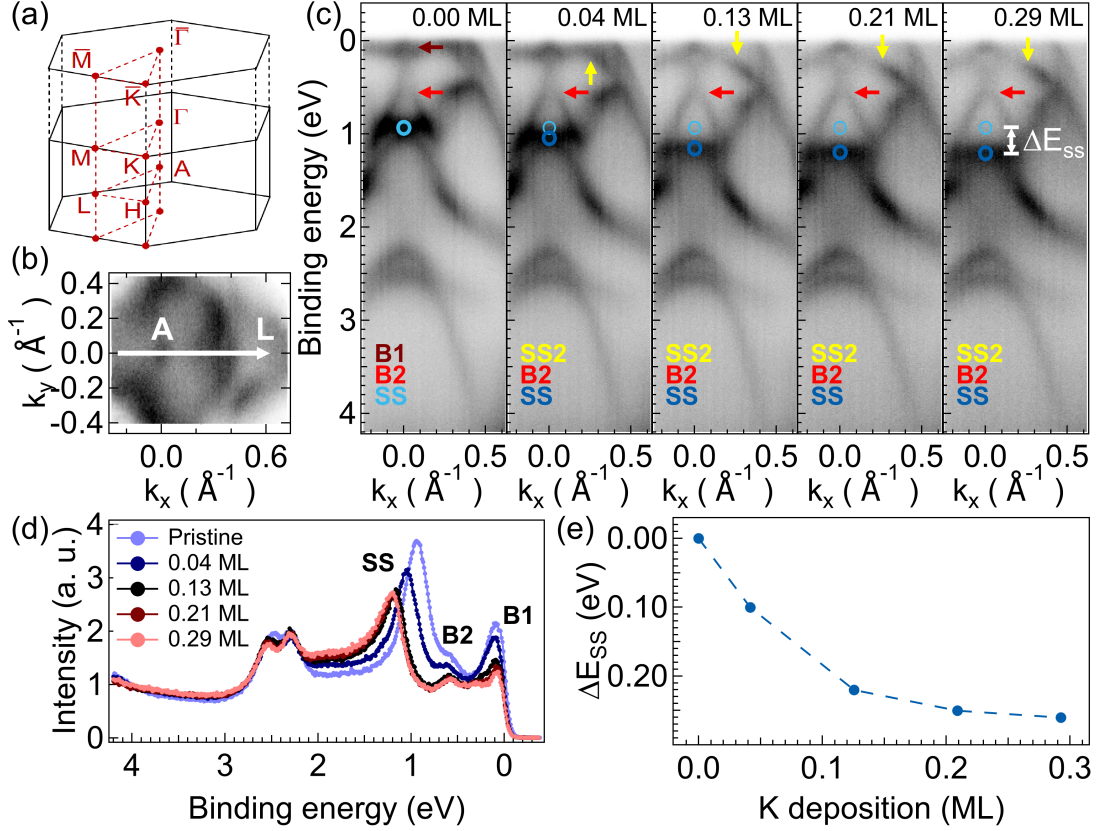 (a)
Γ̅
M̅
K̅
Γ
M
K
A
L
H
(b)
0.4
0.2
0.0
-0.2
-0.4
k_y ( Å⁻¹)
A
L
0.0
0.6
k_x ( Å⁻¹)
(c)
0.00 ML
0.04 ML
0.13 ML
0.21 ML
0.29 ML
Binding energy (eV)
0
1
2
3
4
ΔE_SS
B1
B2
SS
SS2
B2
SS
SS2
B2
SS
SS2
B2
SS
SS2
B2
SS
0.0
0.5
0.0
0.5
0.0
0.5
0.0
0.5
0.0
0.5
k_x ( Å⁻¹)
k_x ( Å⁻¹)
k_x ( Å⁻¹)
k_x ( Å⁻¹)
k_x ( Å⁻¹)
(d)
Intensity (a. u.)
4
3
2
1
0
Pristine
0.04 ML
0.13 ML
0.21 ML
0.29 ML
SS
B2
B1
4
3
2
1
0
Binding energy (eV)
(e)
ΔE_SS (eV)
0.00
0.10
0.20
0.0
0.1
0.2
0.3
K deposition (ML)